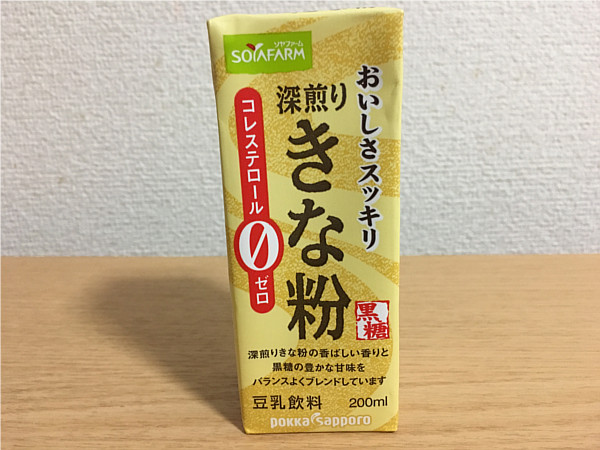 ソヤファーム
SOYAFARM
おいしさスッキリ
深煎り
きな粉
黒糖
コレステロール
0
ゼロ
深煎りきな粉の香ばしい香りと
黒糖の豊かな甘味を
バランスよくブレンドしています
豆乳飲料
200ml
pokka sapporo